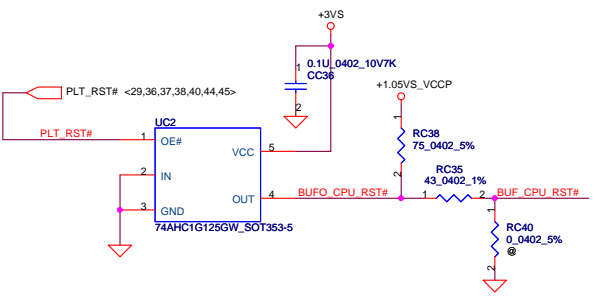 +3VS
1
0.1U_0402_10V7K
CC36
2
+1.05VS_VCCP
PLT_RST# <29,36,37,38,40,44,45>
1
RC38
75_0402_5%
2
UC2
PLT_RST#
1
OE#
VCC
5
2
IN
RC35
43_0402_1%
OUT
4
BUFO_CPU_RST#
1
2
BUF_CPU_RST#
3
GND
74AHC1G125GW_SOT353-5
1
RC40
0_0402_5%
@
2